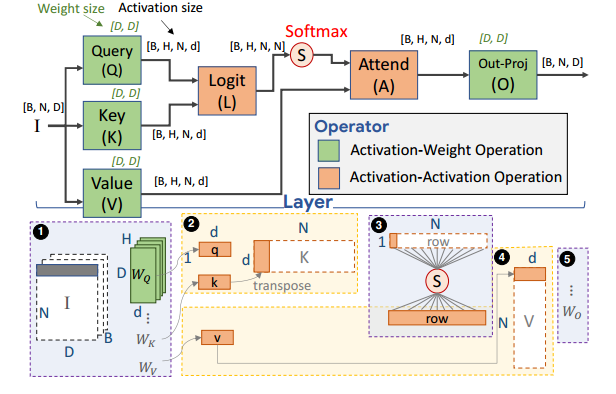 Weight size
Activation size
[D, D]
Softmax
[D, D]
Query
(Q)
[B, H, N, d]
[B, H, N, N]
S
[B, H, N, d]
Logit
(L)
Attend
(A)
Out-Proj
(O)
[B, N, D]
[D, D]
[B, N, D]
I
Key
(K)
[B, H, N, d]
[D, D]
Value
(V)
[B, H, N, d]
Operator
Activation-Weight Operation
Activation-Activation Operation
Layer
1
H
D
W_Q
d
I
N
D
B
⋮
W_K
W_V
2
d
1
q
k
N
d
K
transpose
v
3
N
1
row
S
row
4
d
N
V
5
⋮
W_O